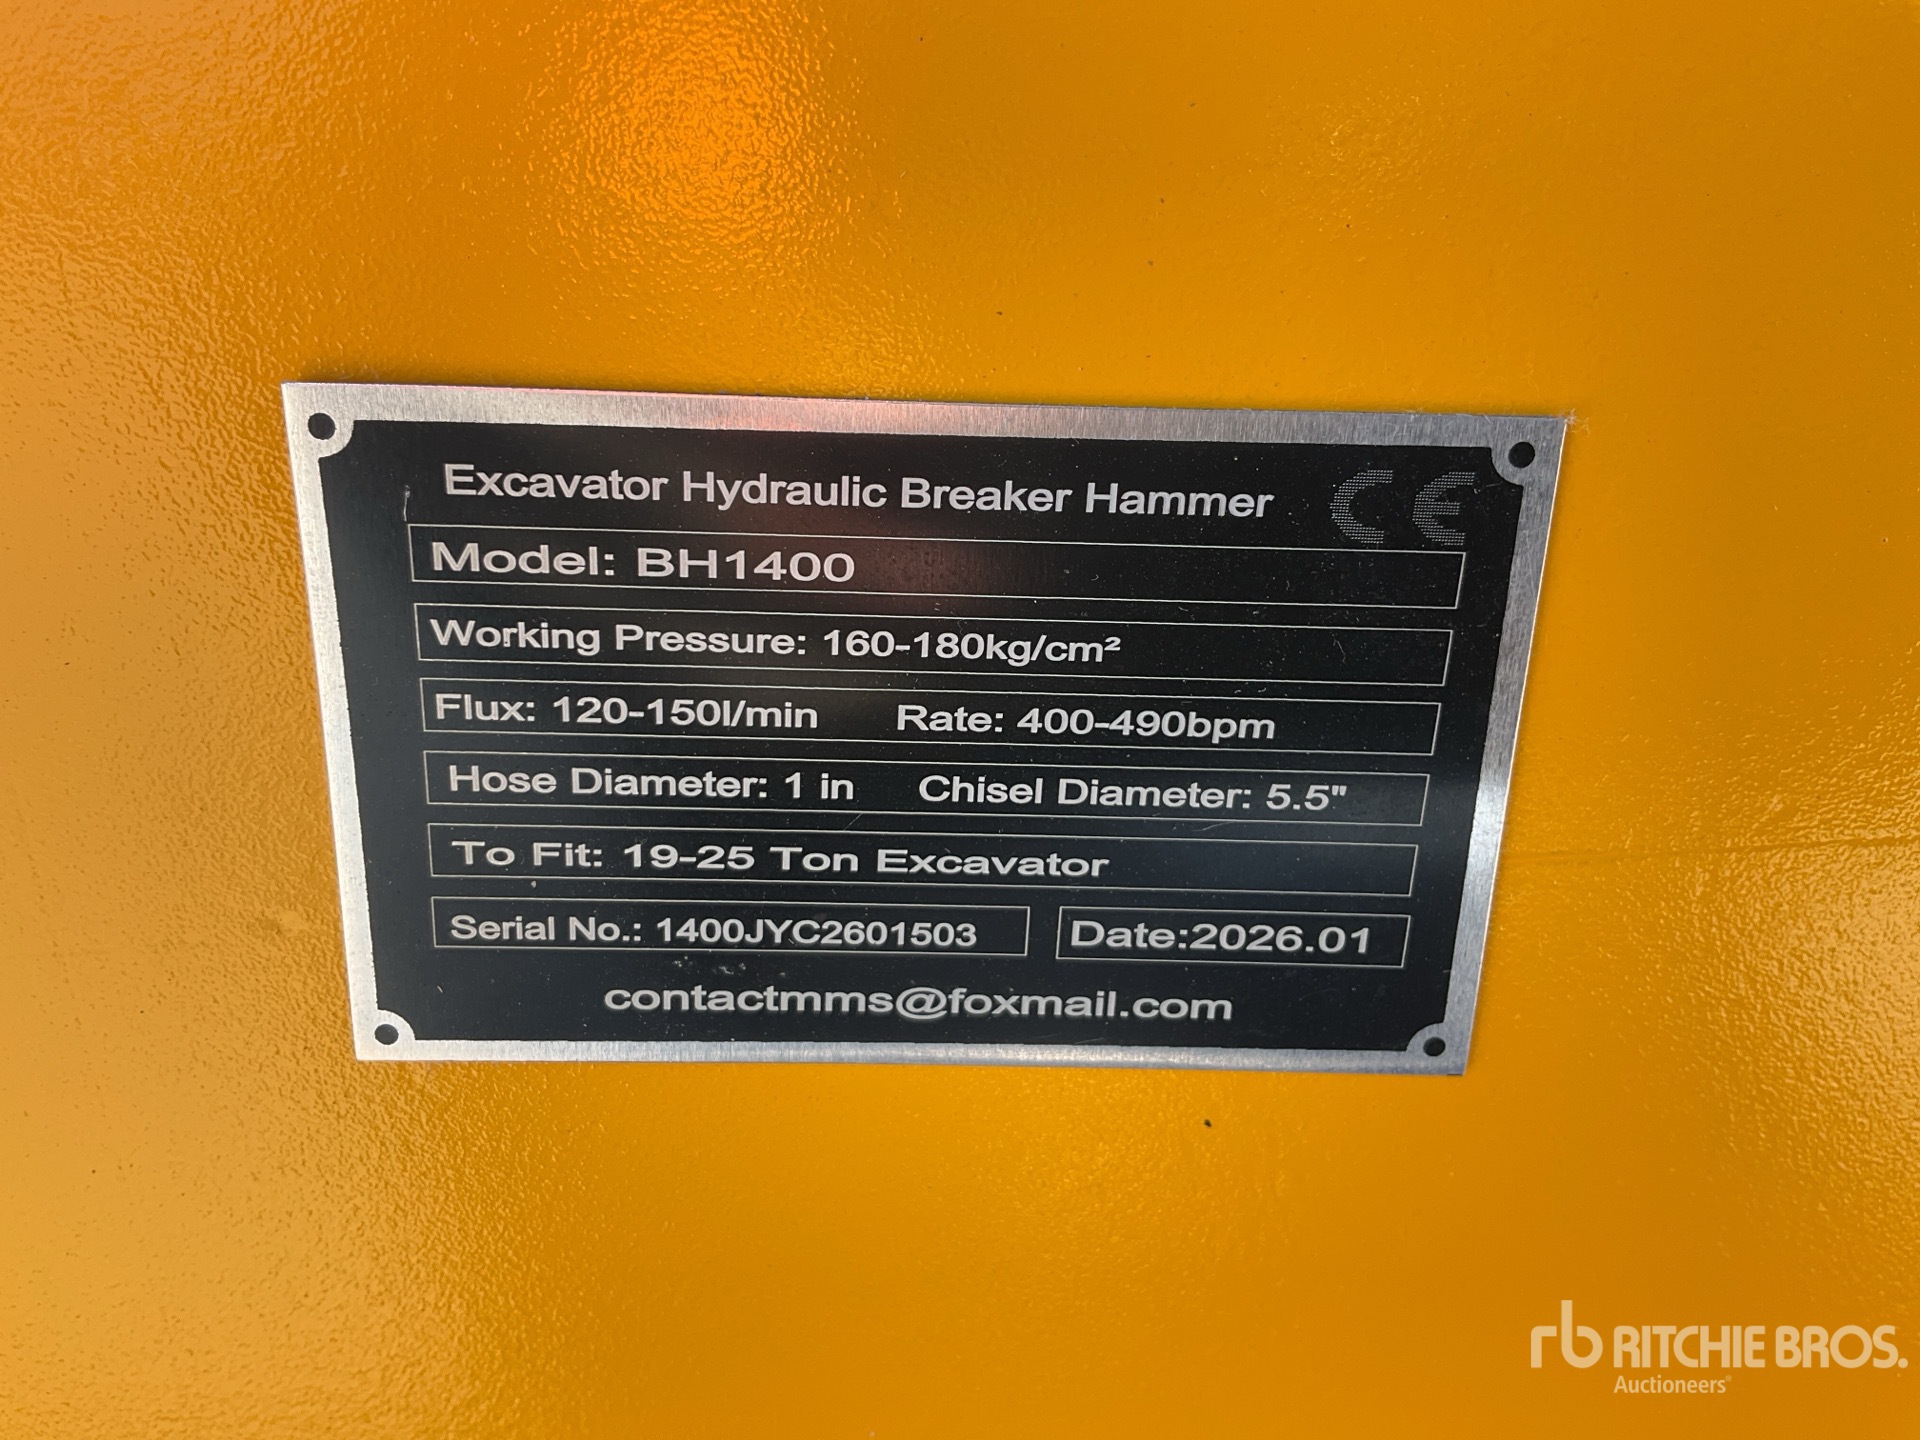 Excavator Hydraulic Breaker Hammer CE
Model: BH1400
Working Pressure: 160-180kg/cm²
Flux: 120-150l/min Rate: 400-490bpm
Hose Diameter: 1 in Chisel Diameter: 5.5"
To Fit: 19-25 Ton Excavator
Serial No.: 1400JYC2601503 Date:2026.01
contactmms@foxmail.com
rb RITCHIE BROS.
Auctioneers®